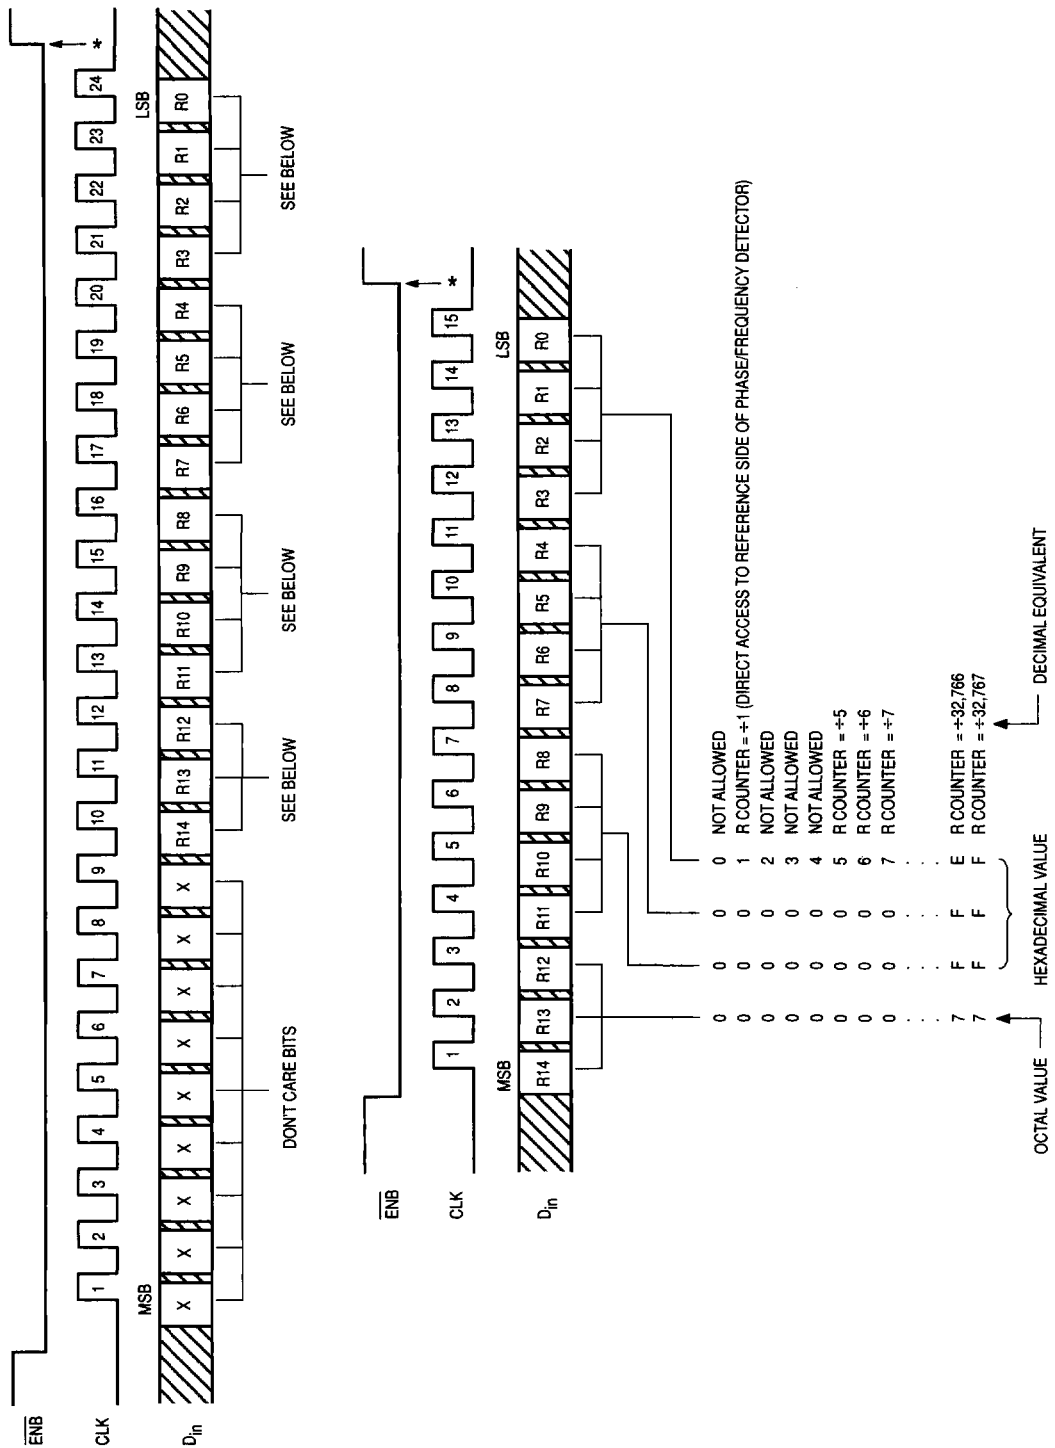 ENB
CLK
1 2 3 4 5 6 7 8 9 10 11 12 13 14 15 16 17 18 19 20 21 22 23 24
*
MSB LSB
Din
X X X X X X X X X R14 R13 R12 R11 R10 R9 R8 R7 R6 R5 R4 R3 R2 R1 R0
DON'T CARE BITS SEE BELOW SEE BELOW SEE BELOW SEE BELOW
ENB
CLK
1 2 3 4 5 6 7 8 9 10 11 12 13 14 15
*
MSB LSB
Din
R14 R13 R12 R11 R10 R9 R8 R7 R6 R5 R4 R3 R2 R1 R0
0 0 0 0 NOT ALLOWED
0 0 0 1 R COUNTER = ÷1 (DIRECT ACCESS TO REFERENCE SIDE OF PHASE/FREQUENCY DETECTOR)
0 0 0 2 NOT ALLOWED
0 0 0 3 NOT ALLOWED
0 0 0 4 NOT ALLOWED
0 0 0 5 R COUNTER = ÷5
0 0 0 6 R COUNTER = ÷6
0 0 0 7 R COUNTER = ÷7
. . . .
. . . .
. . . .
7 F F E R COUNTER = ÷32,766
7 F F F R COUNTER = ÷32,767
OCTAL VALUE HEXADECIMAL VALUE DECIMAL EQUIVALENT